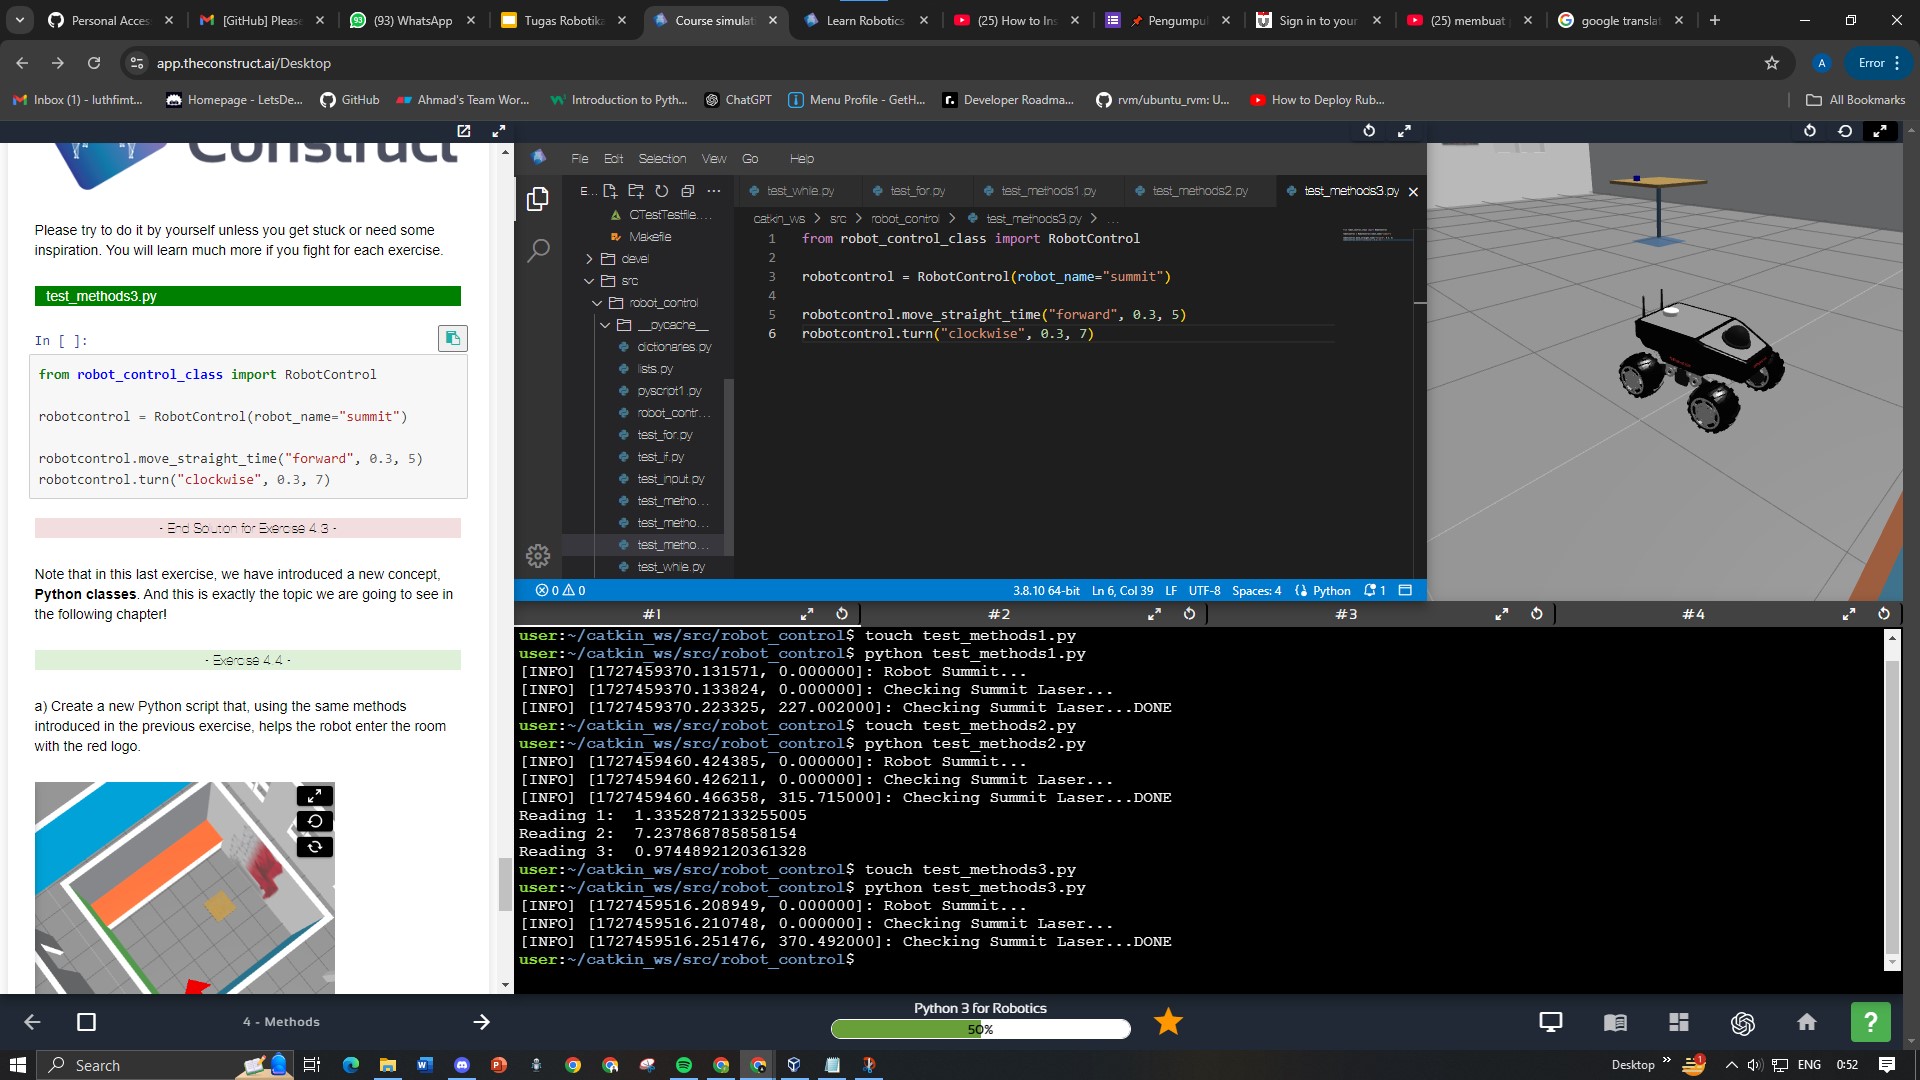 Personal Acces
[GitHub] Please
(93) WhatsApp
Tugas Robotika
Course simulat
Learn Robotics
(25) How to Ins
Pengumpul
Sign in to your
(25) membuat
google translat
app.theconstruct.ai/Desktop
A
Error
Inbox (1) - luthfimt...
Homepage - LetsDe...
GitHub
Ahmad's Team Wor...
Introduction to Pyth...
ChatGPT
Menu Profile - GetH...
Developer Roadma...
rvm/ubuntu_rvm: U...
How to Deploy Rub...
All Bookmarks
Construct
Please try to do it by yourself unless you get stuck or need some
inspiration. You will learn much more if you fight for each exercise.
test_methods3.py
In [ ]:
from robot_control_class import RobotControl
robotcontrol = RobotControl(robot_name="summit")
robotcontrol.move_straight_time("forward", 0.3, 5)
robotcontrol.turn("clockwise", 0.3, 7)
- End Solution for Exercise 4.3 -
Note that in this last exercise, we have introduced a new concept,
Python classes. And this is exactly the topic we are going to see in
the following chapter!
- Exercise 4.4 -
a) Create a new Python script that, using the same methods
introduced in the previous exercise, helps the robot enter the room
with the red logo.
File Edit Selection View Go Help
E...
CTestTestfile....
Makefile
devel
src
robot_control
__pycache__
dictionaries.py
lists.py
pyscript1.py
robot_contr...
test_for.py
test_if.py
test_input.py
test_metho...
test_metho...
test_metho...
test_while.py
test_while.py
test_for.py
test_methods1.py
test_methods2.py
test_methods3.py
catkin_ws > src > robot_control > test_methods3.py > ...
1 from robot_control_class import RobotControl
2
3 robotcontrol = RobotControl(robot_name="summit")
4
5 robotcontrol.move_straight_time("forward", 0.3, 5)
6 robotcontrol.turn("clockwise", 0.3, 7)
0 0
3.8.10 64-bit Ln 6, Col 39 LF UTF-8 Spaces: 4 Python 1
#1
#2
#3
#4
user:~/catkin_ws/src/robot_control$ touch test_methods1.py
user:~/catkin_ws/src/robot_control$ python test_methods1.py
[INFO] [1727459370.131571, 0.000000]: Robot Summit...
[INFO] [1727459370.133824, 0.000000]: Checking Summit Laser...
[INFO] [1727459370.223325, 227.002000]: Checking Summit Laser...DONE
user:~/catkin_ws/src/robot_control$ touch test_methods2.py
user:~/catkin_ws/src/robot_control$ python test_methods2.py
[INFO] [1727459460.424385, 0.000000]: Robot Summit...
[INFO] [1727459460.426211, 0.000000]: Checking Summit Laser...
[INFO] [1727459460.466358, 315.715000]: Checking Summit Laser...DONE
Reading 1: 1.3352872133255005
Reading 2: 7.237868785858154
Reading 3: 0.9744892120361328
user:~/catkin_ws/src/robot_control$ touch test_methods3.py
user:~/catkin_ws/src/robot_control$ python test_methods3.py
[INFO] [1727459516.208949, 0.000000]: Robot Summit...
[INFO] [1727459516.210748, 0.000000]: Checking Summit Laser...
[INFO] [1727459516.251476, 370.492000]: Checking Summit Laser...DONE
user:~/catkin_ws/src/robot_control$
4 - Methods
Python 3 for Robotics
50%
?
Search
Desktop
1
ENG
0:52